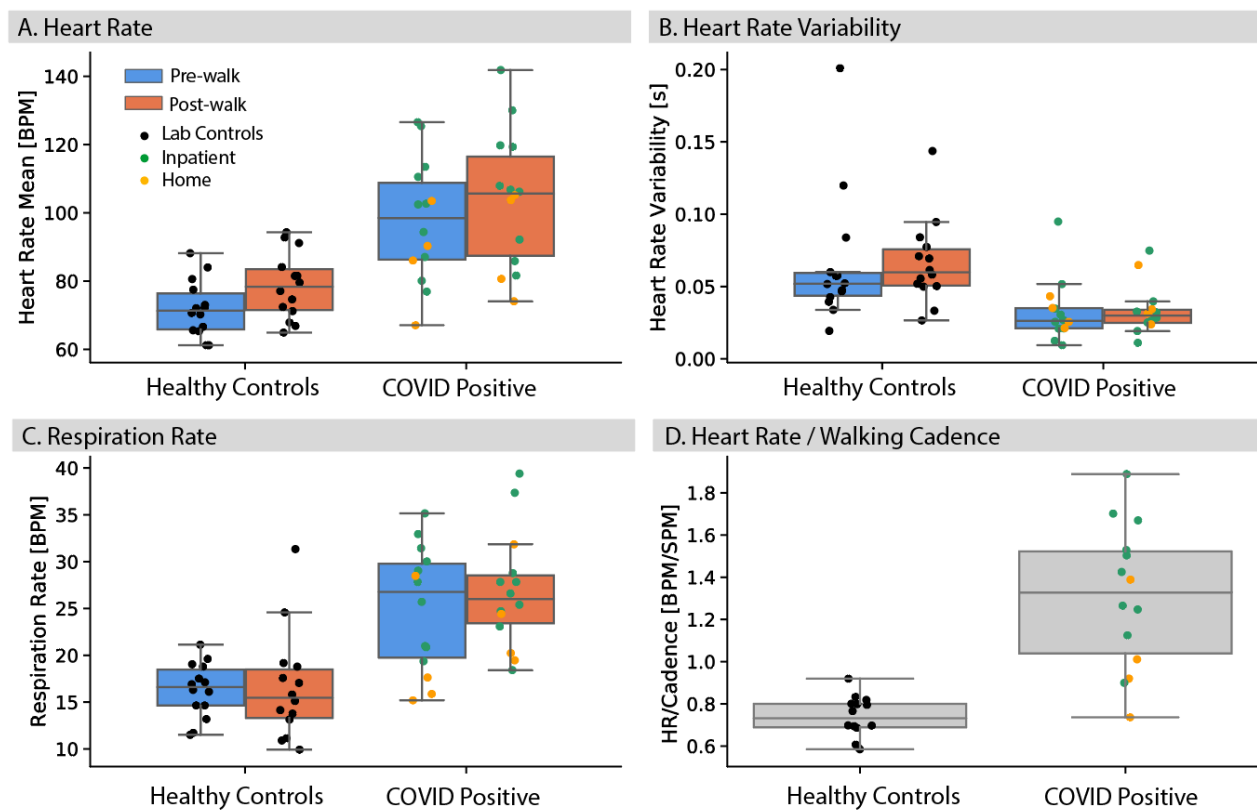 A. Heart Rate
Heart Rate Mean [BPM]
140
120
100
80
60
Pre-walk
Post-walk
Lab Controls
Inpatient
Home
Healthy Controls
COVID Positive
B. Heart Rate Variability
Heart Rate Variability [s]
0.20
0.15
0.10
0.05
0.00
Healthy Controls
COVID Positive
C. Respiration Rate
Respiration Rate [BPM]
40
35
30
25
20
15
10
Healthy Controls
COVID Positive
D. Heart Rate / Walking Cadence
HR/Cadence [BPM/SPM]
1.8
1.6
1.4
1.2
1.0
0.8
0.6
Healthy Controls
COVID Positive